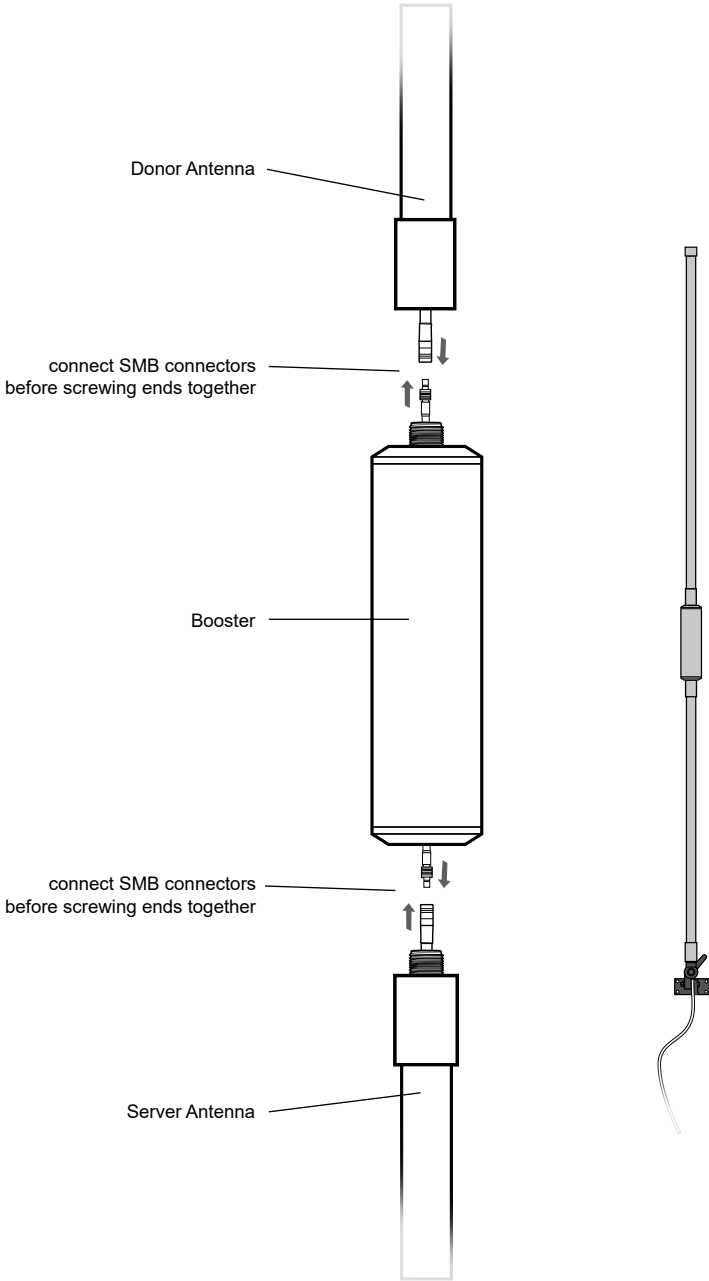 Donor Antenna
connect SMB connectors
before screwing ends together
Booster
connect SMB connectors
before screwing ends together
Server Antenna